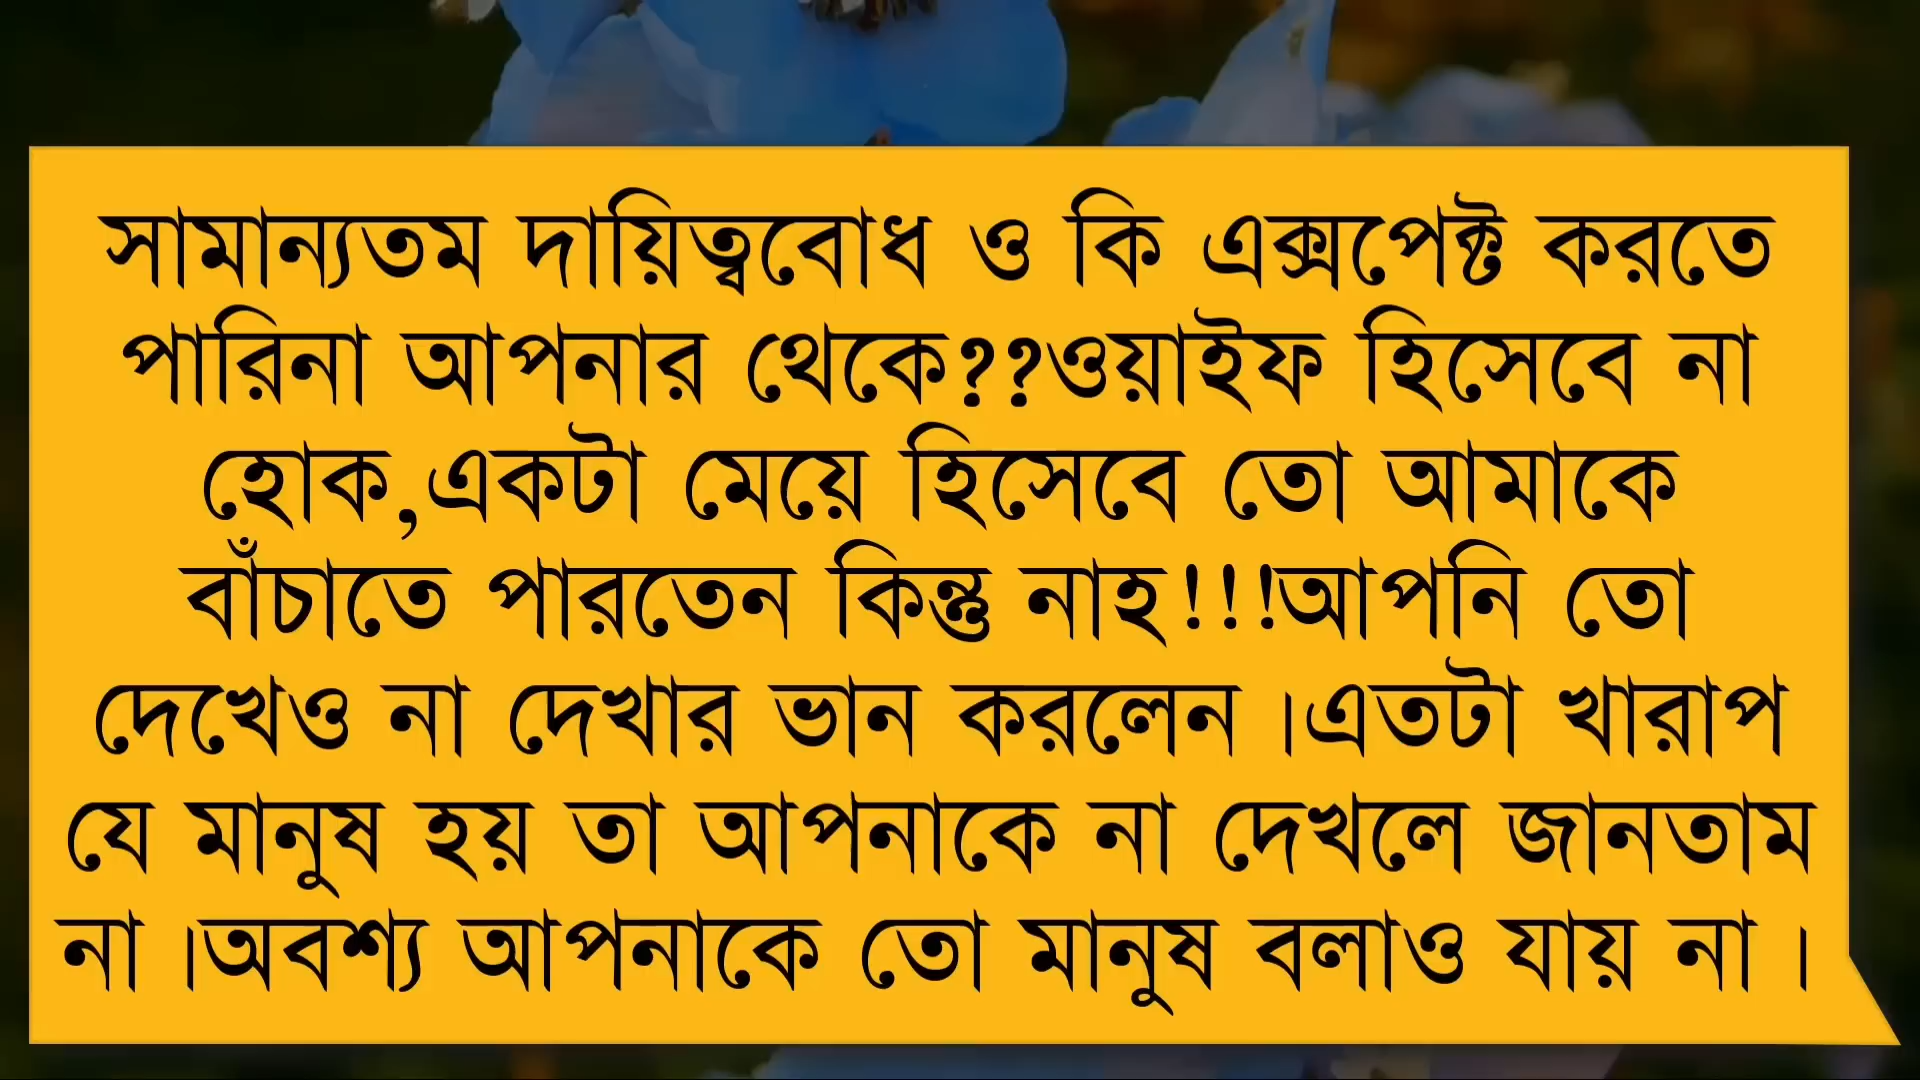 সামান্যতম দায়িত্ববোধ ও কি এক্সপেক্ট করতে
পারিনা আপনার থেকে??ওয়াইফ হিসেবে না
হোক,একটা মেয়ে হিসেবে তো আমাকে
বাঁচাতে পারতেন কিন্তু নাহ!!!আপনি তো
দেখেও না দেখার ভান করলেন।এতটা খারাপ
যে মানুষ হয় তা আপনাকে না দেখলে জানতাম
না।অবশ্য আপনাকে তো মানুষ বলাও যায় না।